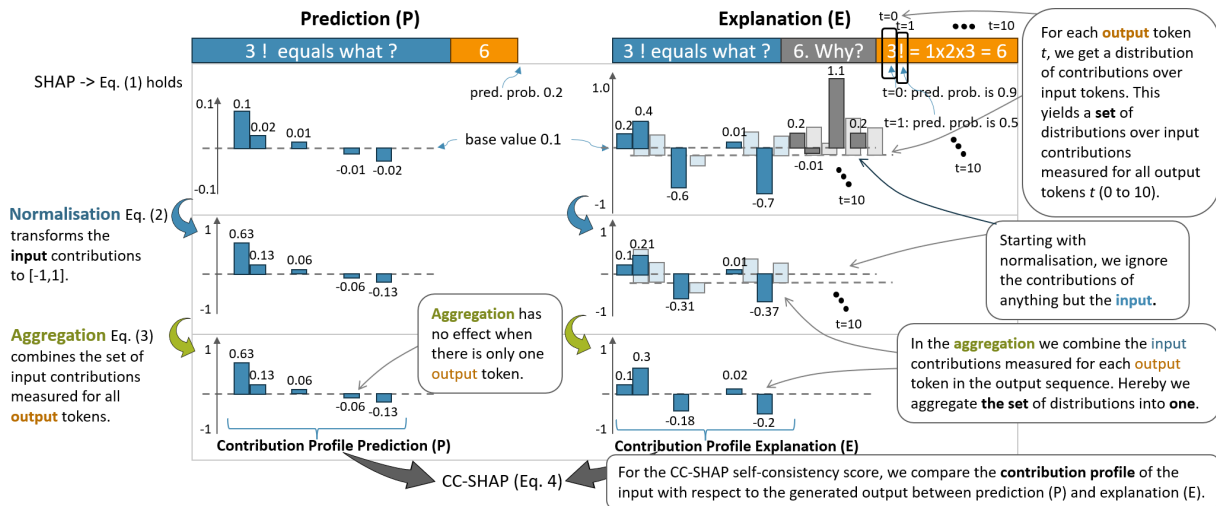 Prediction (P)
Explanation (E)
t=0
t=1
t=10
3 ! equals what ?
6
3 ! equals what ?
6. Why?
3! = 1x2x3 = 6
SHAP -> Eq. (1) holds
pred. prob. 0.2
base value 0.1
t=0: pred. prob. is 0.9
t=1: pred. prob. is 0.5
0.1
-0.1
0.1
0.02
0.01
-0.01
-0.02
1.0
-1
0.2
0.4
-0.6
0.01
-0.7
0.2
-0.01
1.1
0.2
t=10
t=10
For each output token
t, we get a distribution
of contributions over
input tokens. This
yields a set of
distributions over input
contributions
measured for all output
tokens t (0 to 10).
Normalisation Eq. (2)
transforms the
input contributions
to [-1,1].
1
-1
0.63
0.13
0.06
-0.06
-0.13
1
-1
0.1
0.21
-0.31
0.01
-0.37
t=10
Starting with
normalisation, we ignore
the contributions of
anything but the input.
Aggregation Eq. (3)
combines the set of
input contributions
measured for all
output tokens.
1
-1
0.63
0.13
0.06
-0.06
-0.13
Aggregation has
no effect when
there is only one
output token.
1
-1
0.1
0.3
-0.18
0.02
-0.2
In the aggregation we combine the input
contributions measured for each output
token in the output sequence. Hereby we
aggregate the set of distributions into one.
Contribution Profile Prediction (P)
Contribution Profile Explanation (E)
CC-SHAP (Eq. 4)
For the CC-SHAP self-consistency score, we compare the contribution profile of the
input with respect to the generated output between prediction (P) and explanation (E).